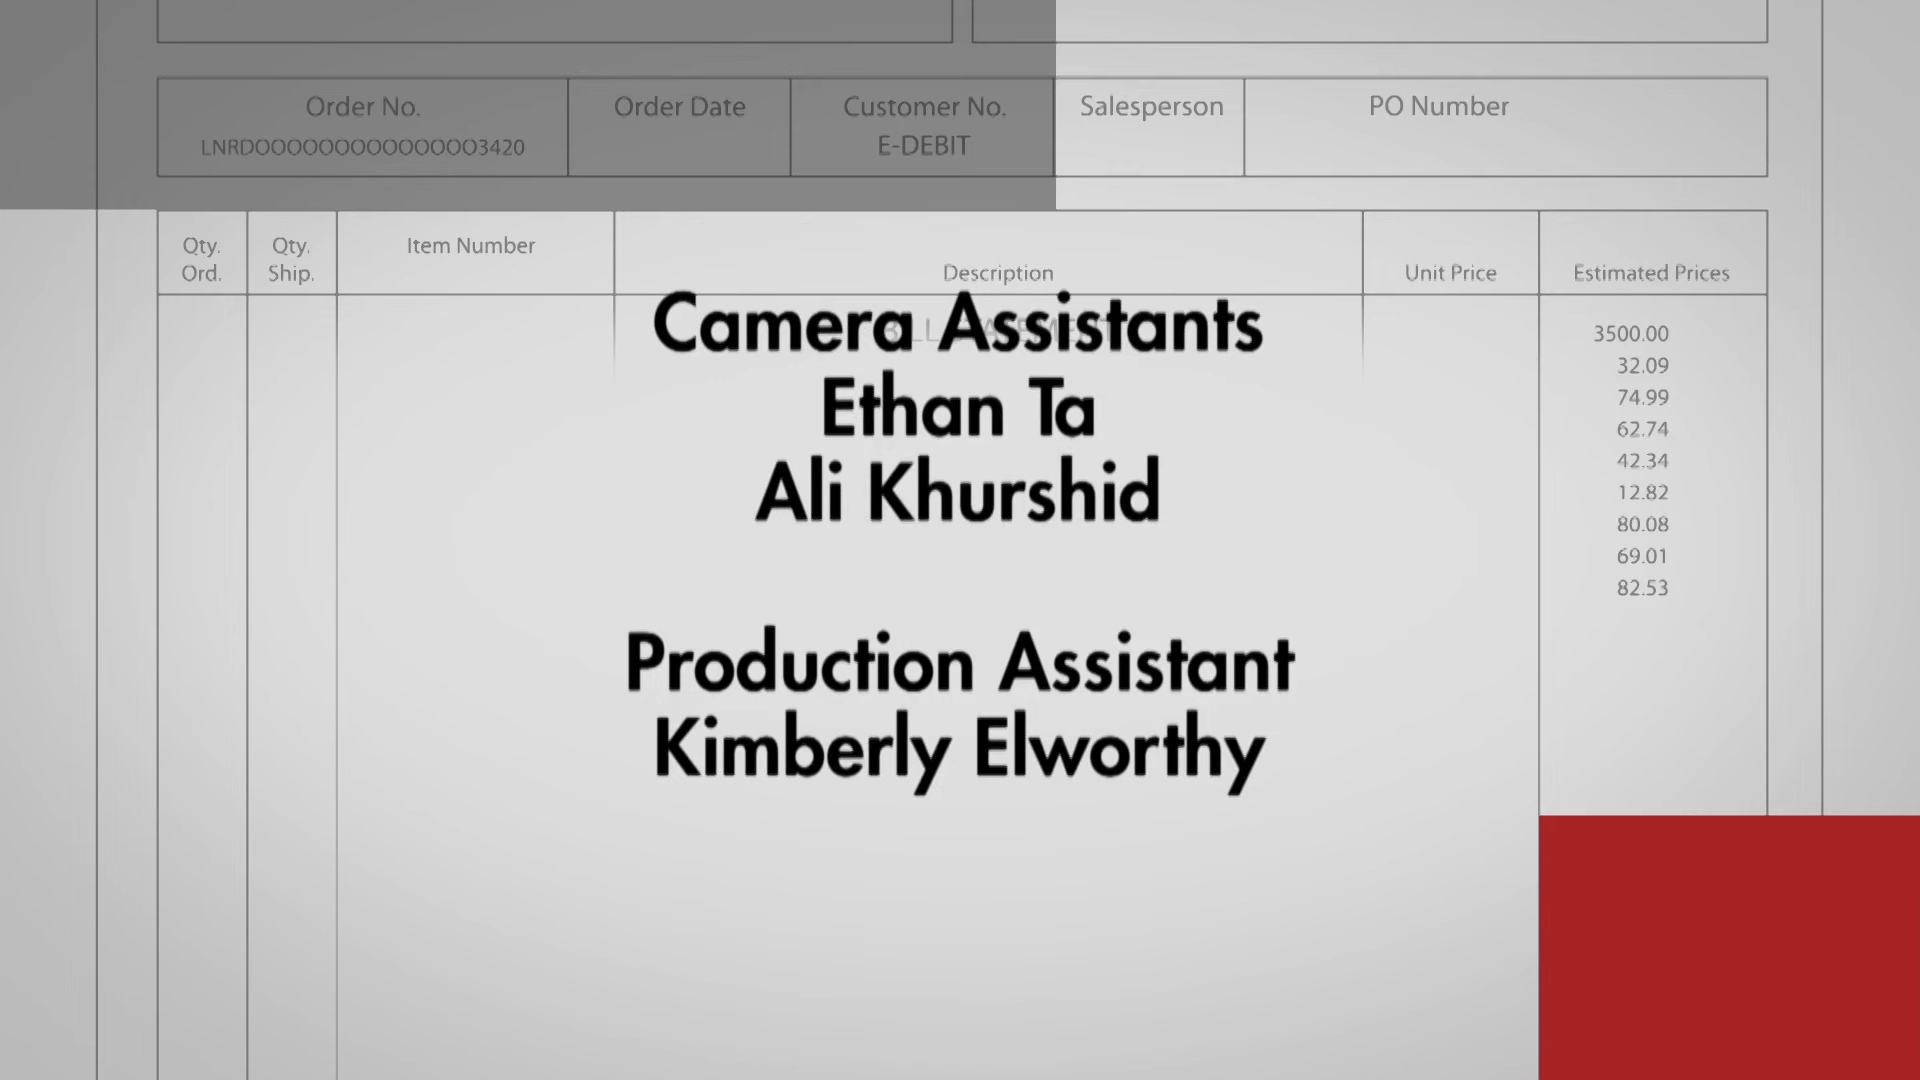 Order No.
Order Date
Customer No.
Salesperson
PO Number
LNRD0000000000000003420
E-DEBIT
Qty.
Ord.
Qty.
Ship.
Item Number
Description
Unit Price
Estimated Prices
Camera Assistants
Ethan Ta
Ali Khurshid
Production Assistant
Kimberly Elworthy
3500.00
32.09
74.99
62.74
42.34
12.82
80.08
69.01
82.53